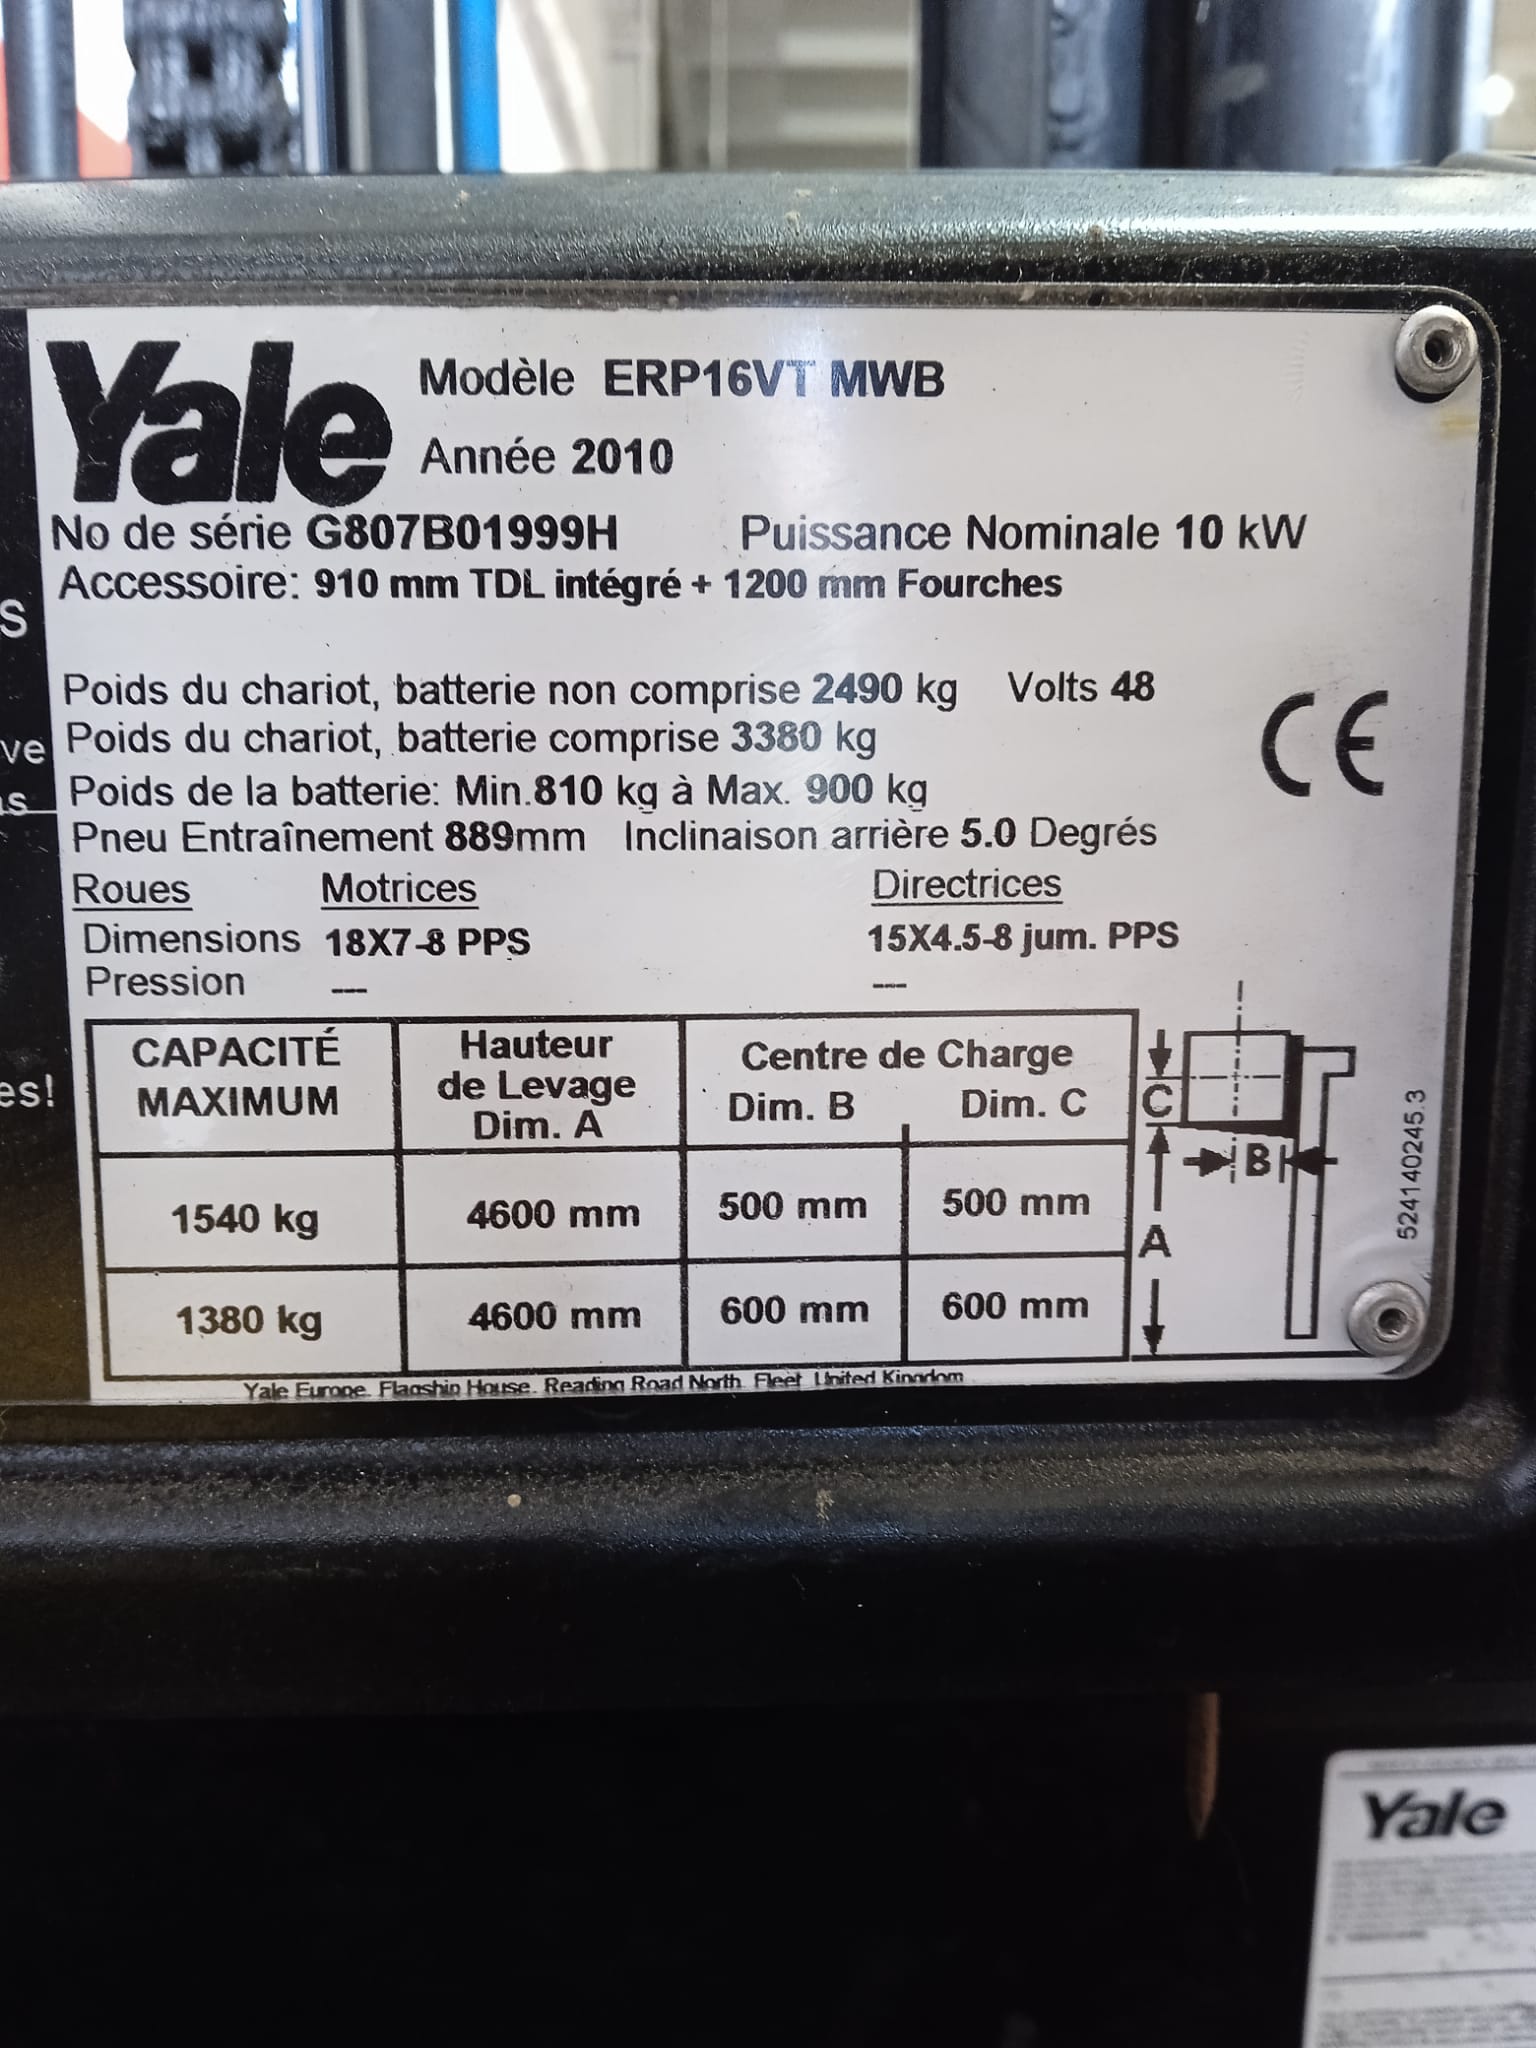 Yale
Modèle ERP16VT MWB
Année 2010
No de série G807B01999H Puissance Nominale 10 kW
Accessoire: 910 mm TDL intégré + 1200 mm Fourches
Poids du chariot, batterie non comprise 2490 kg Volts 48
Poids du chariot, batterie comprise 3380 kg
CE
Poids de la batterie: Min.810 kg à Max. 900 kg
Pneu Entraînement 889mm Inclinaison arrière 5.0 Degrés
Roues Motrices Directrices
Dimensions 18X7-8 PPS 15X4.5-8 jum. PPS
Pression --- ---
CAPACITÉ MAXIMUM
Hauteur de Levage Dim. A
Centre de Charge
Dim. B Dim. C
1540 kg 4600 mm 500 mm 500 mm
1380 kg 4600 mm 600 mm 600 mm
C
B
A
524140245.3
Yale Europe. Flagship House. Reading Road North. Fleet United Kingdom
S
ve
es!
Yale